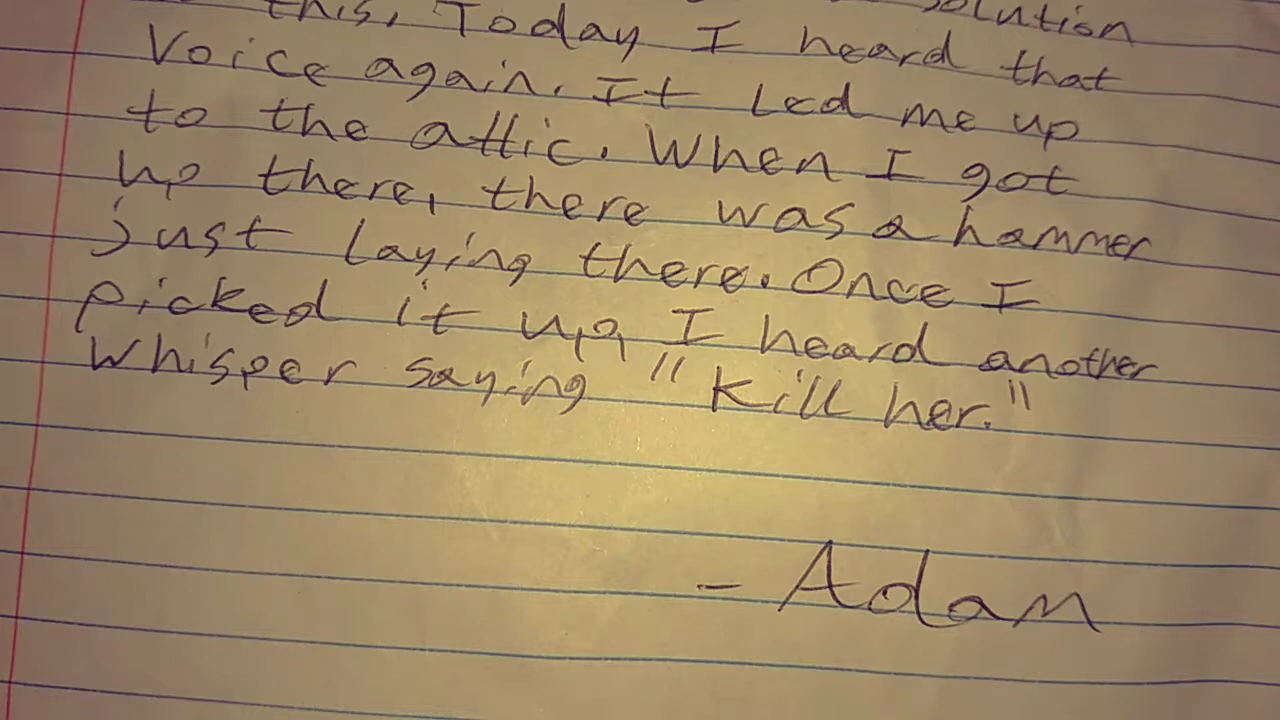 this. Today I heard that
solution
Voice again. It Led me up
to the attic. When I got
up there, there was a hammer
just Laying there. Once I
picked it up, I heard another
Whisper saying "Kill her."
- Adam